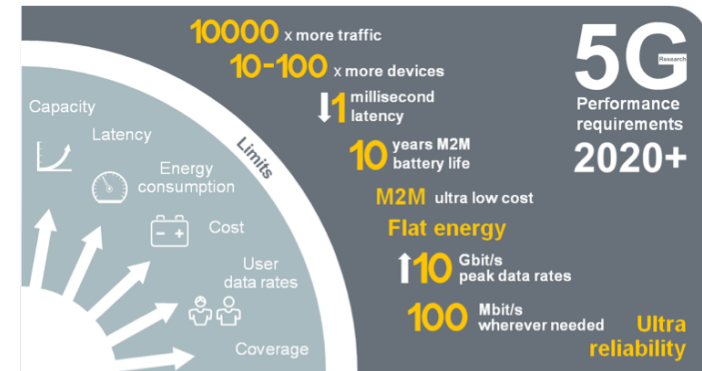 10000 x more traffic
10-100 x more devices
1 millisecond
latency
10 years M2M
battery life
M2M ultra low cost
Flat energy
10 Gbit/s
peak data rates
100 Mbit/s
wherever needed
Ultra
reliability
5G
Research
Performance
requirements
2020+
Limits
Capacity
Latency
Energy
consumption
Cost
User
data rates
Coverage